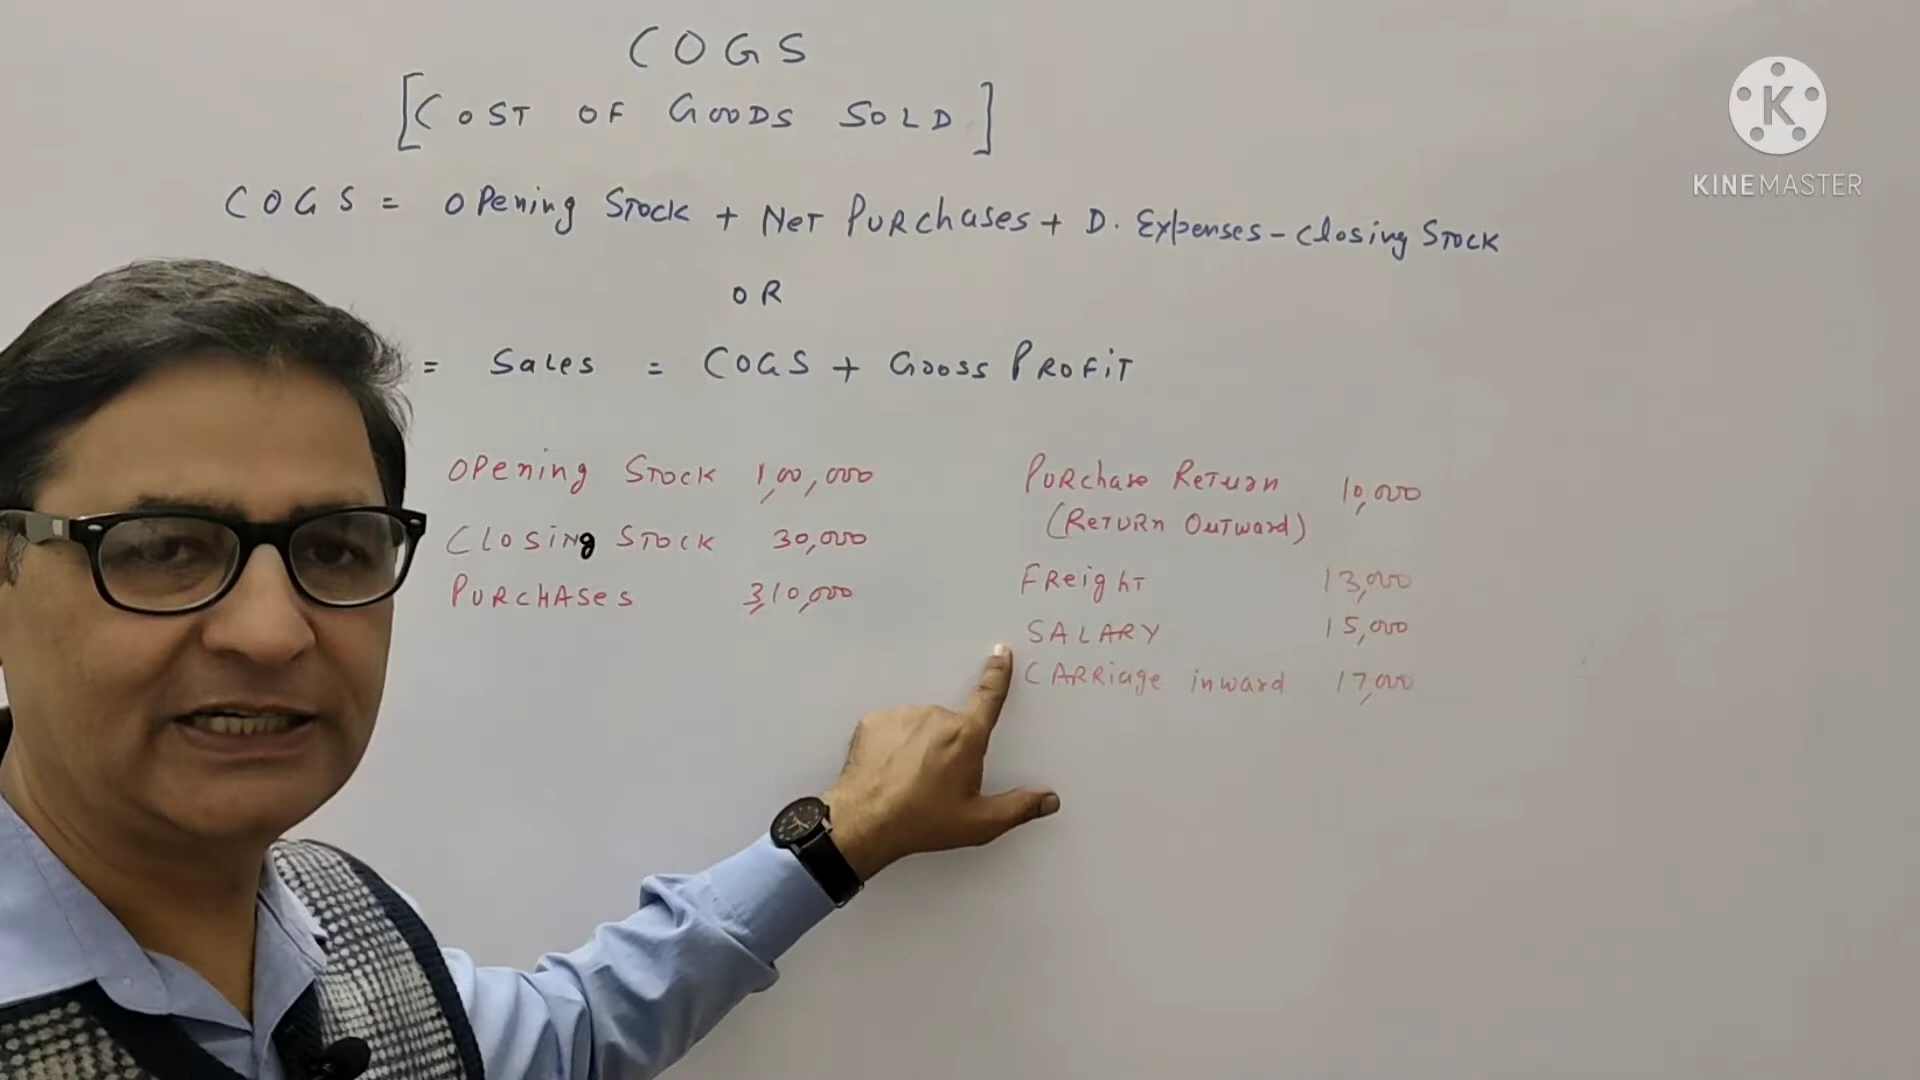 COGS
[COST OF GOODS SOLD]
COGS = OPening STOCK + NET PURchases + D. Expenses - Closing STOCK
OR
= Sales = COGS + Gross PROFIT
OPening STOCK 1,00,000
CLOSING STOCK 30,000
PURCHASes 3,10,000
PURchase RETURN 10,000
(RETURN OUTward)
FReighT 13,000
SALARY 15,000
CARRiage inward 17,000
K
KINEMASTER